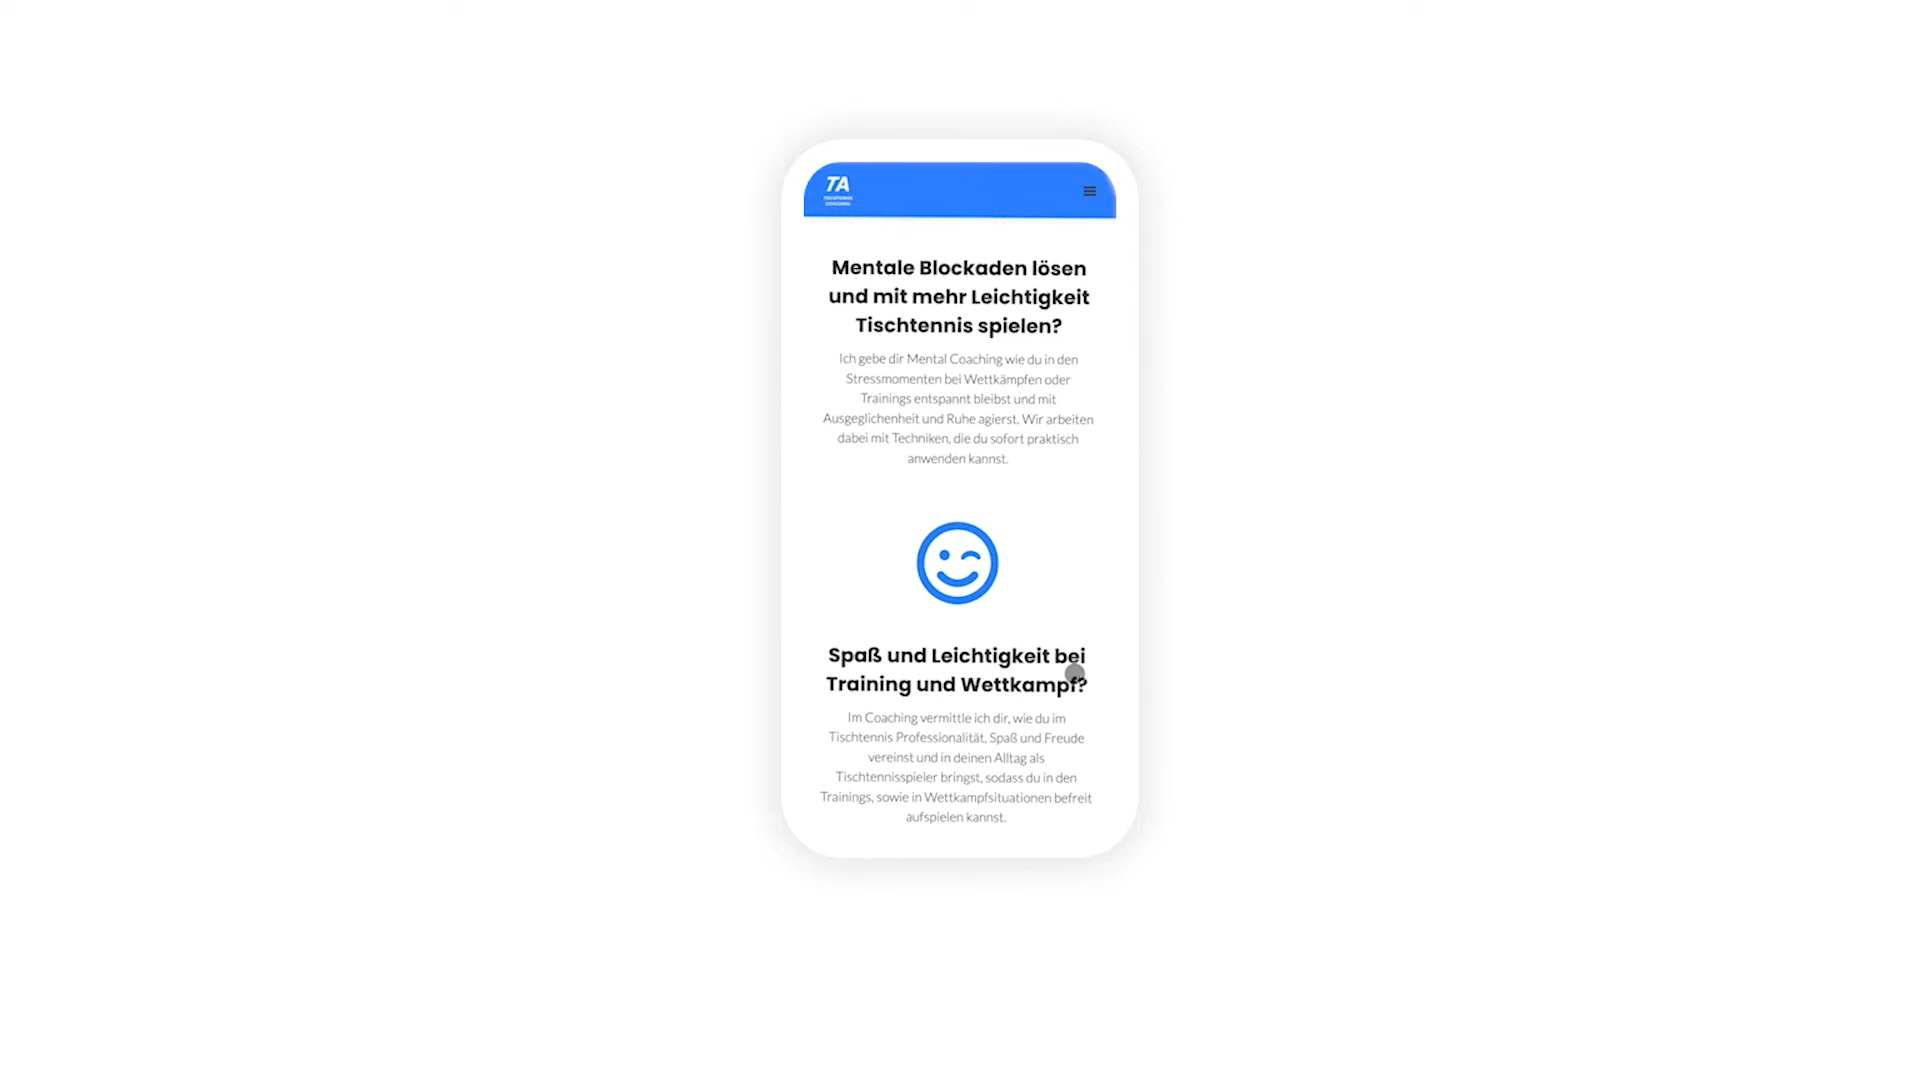 TA
TISCHTENNIS
COACHING
Mentale Blockaden lösen
und mit mehr Leichtigkeit
Tischtennis spielen?
Ich gebe dir Mental Coaching wie du in den
Stressmomenten bei Wettkämpfen oder
Trainings entspannt bleibst und mit
Ausgeglichenheit und Ruhe agierst. Wir arbeiten
dabei mit Techniken, die du sofort praktisch
anwenden kannst.
Spaß und Leichtigkeit bei
Training und Wettkampf?
Im Coaching vermittle ich dir, wie du im
Tischtennis Professionalität, Spaß und Freude
vereinst und in deinen Alltag als
Tischtennisspieler bringst, sodass du in den
Trainings, sowie in Wettkampfsituationen befreit
aufspielen kannst.